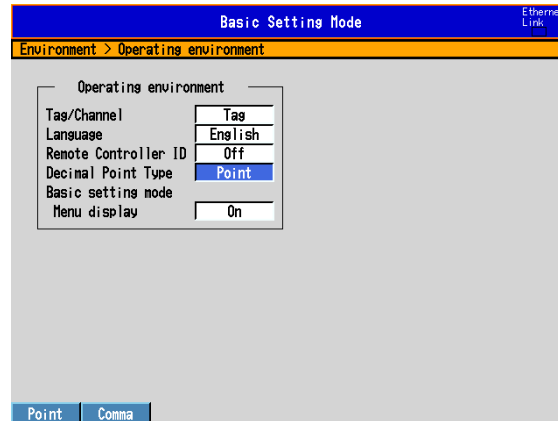 Basic Setting Mode
Link
Environment > Operating environment
Operating environment
Tag/Channel Tag
Language English
Remote Controller ID Off
Decimal Point Type Point
Basic setting mode
Menu display On
Point Comma